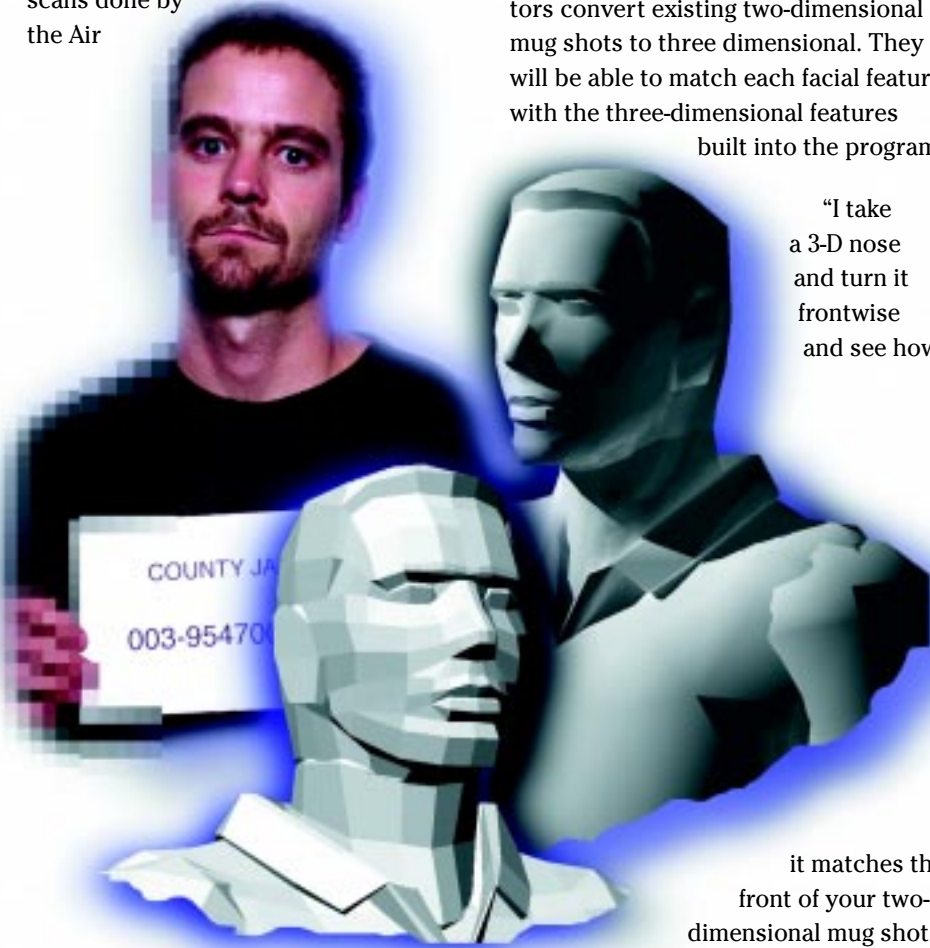 scans done by
the Air
tors convert existing two-dimensional
mug shots to three dimensional. They
will be able to match each facial featur
with the three-dimensional features
built into the program
“I take
a 3-D nose
and turn it
frontwise
and see how
it matches th
front of your two-
dimensional mug shot
COUNTY JA
003-95470